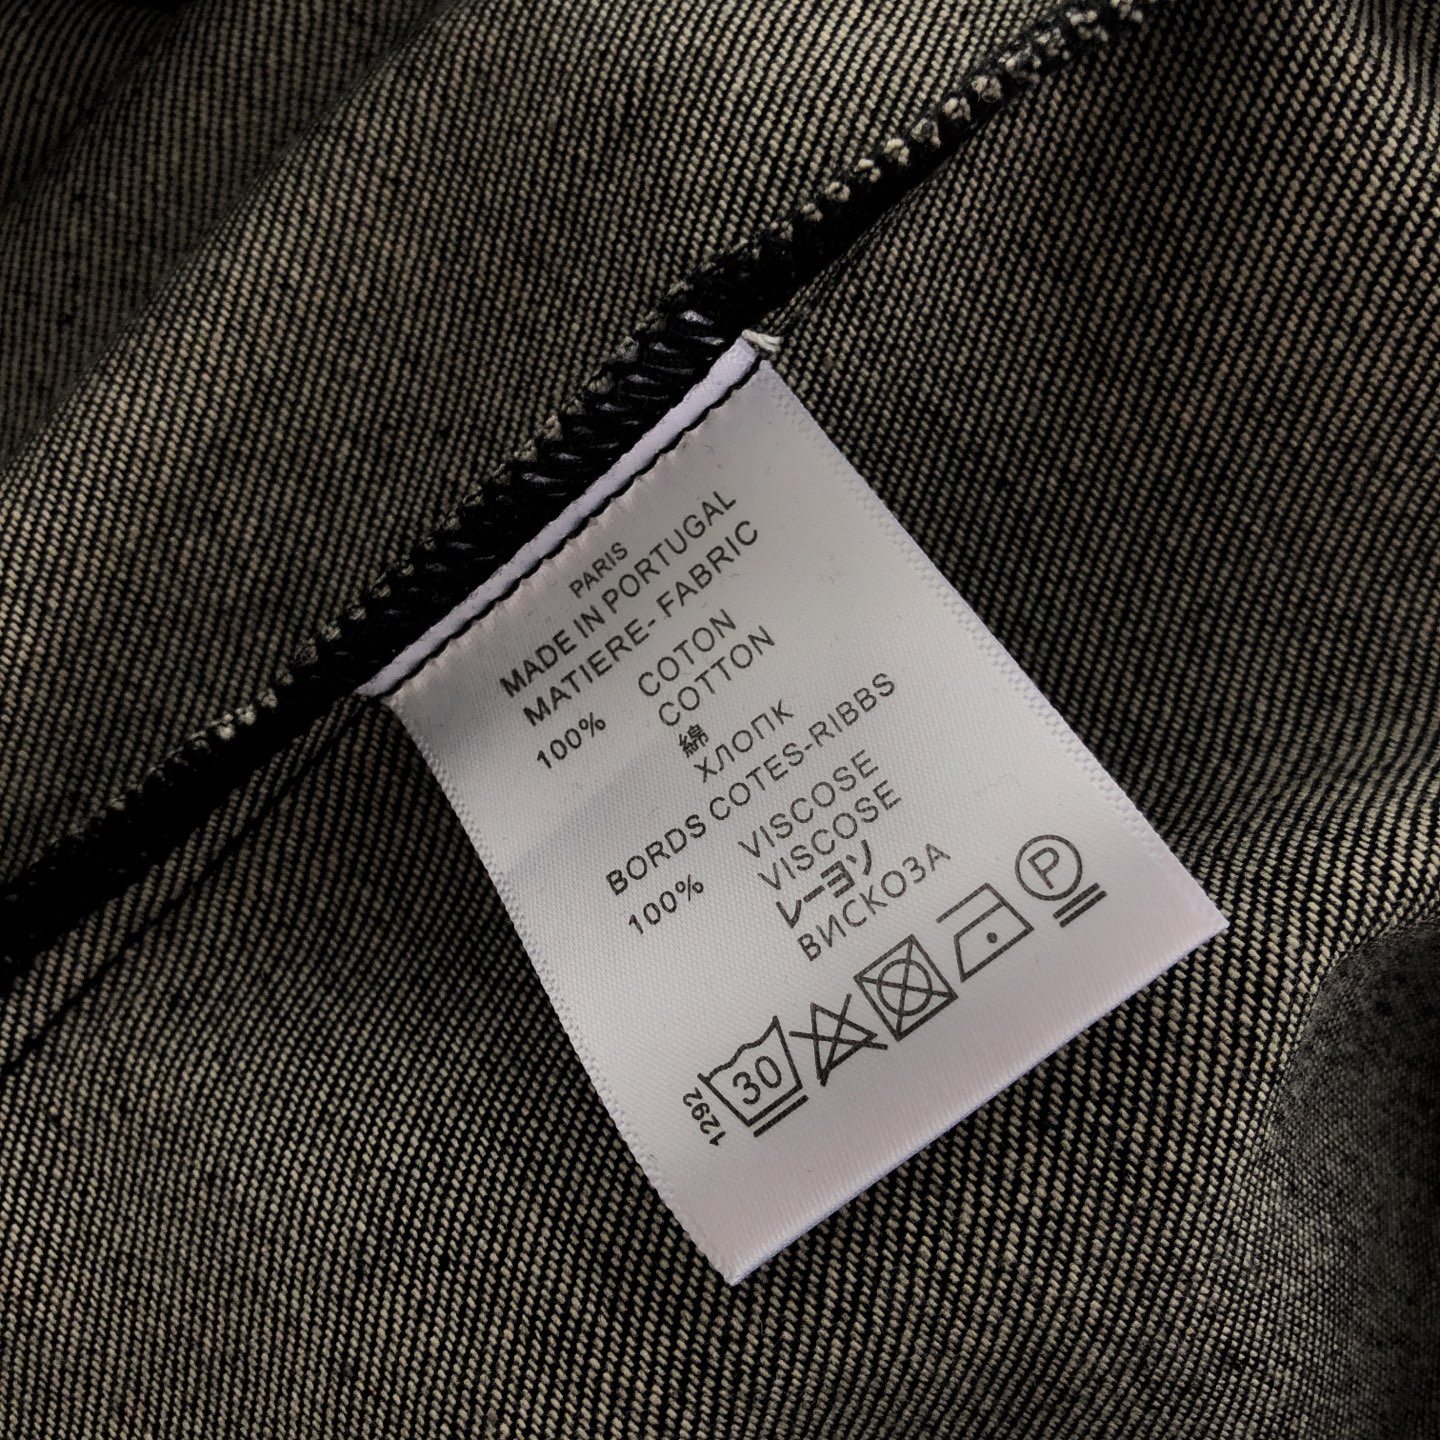 PARIS
MADE IN PORTUGAL
MATIERE- FABRIC
100% COTON
COTTON
綿
ХЛОПК
BORDS COTES-RIBBS
100% VISCOSE
VISCOSE
レーヨン
ВИСКОЗА
1292 30 P